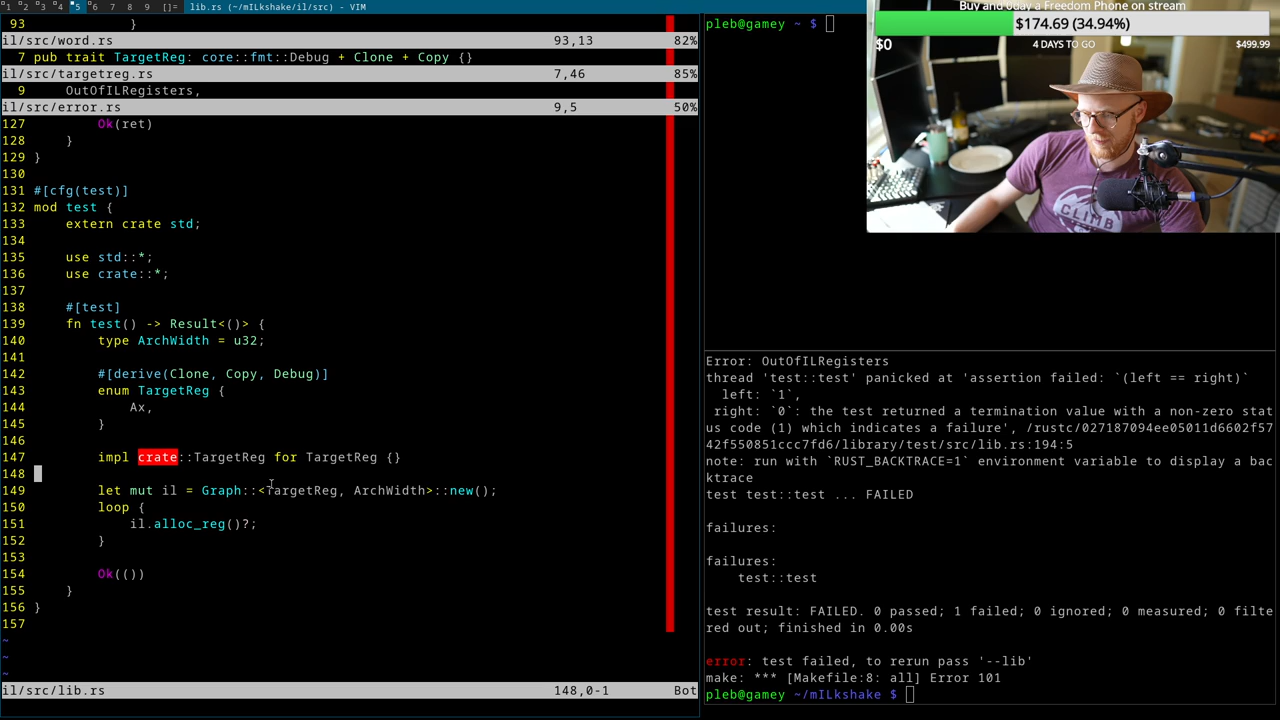 1 2 3 4 5 6 7 8 9 []= lib.rs (~/mILkshake/il/src) - VIM
93 }
il/src/word.rs 93,13 82%
7 pub trait TargetReg: core::fmt::Debug + Clone + Copy {}
il/src/targetreg.rs 7,46 85%
9 OutOfILRegisters,
il/src/error.rs 9,5 50%
127 Ok(ret)
128 }
129 }
130
131 #[cfg(test)]
132 mod test {
133 extern crate std;
134
135 use std::*;
136 use crate::*;
137
138 #[test]
139 fn test() -> Result<()> {
140 type ArchWidth = u32;
141
142 #[derive(Clone, Copy, Debug)]
143 enum TargetReg {
144 Ax,
145 }
146
147 impl crate::TargetReg for TargetReg {}
148
149 let mut il = Graph::<TargetReg, ArchWidth>::new();
150 loop {
151 il.alloc_reg()?;
152 }
153
154 Ok(())
155 }
156 }
157
~
~
~
il/src/lib.rs 148,0-1 Bot
pleb@gamey ~ $
Buy and 0day a Freedom Phone on stream
$174.69 (34.94%)
$0 4 DAYS TO GO $499.99
CLIMB
Error: OutOfILRegisters
thread 'test::test' panicked at 'assertion failed: `(left == right)`
left: `1`,
right: `0`: the test returned a termination value with a non-zero stat
us code (1) which indicates a failure', /rustc/027187094ee05011d6602f57
42f550851ccc7fd6/library/test/src/lib.rs:194:5
note: run with `RUST_BACKTRACE=1` environment variable to display a bac
ktrace
test test::test ... FAILED
failures:
failures:
test::test
test result: FAILED. 0 passed; 1 failed; 0 ignored; 0 measured; 0 filte
red out; finished in 0.00s
error: test failed, to rerun pass '--lib'
make: *** [Makefile:8: all] Error 101
pleb@gamey ~/mILkshake $